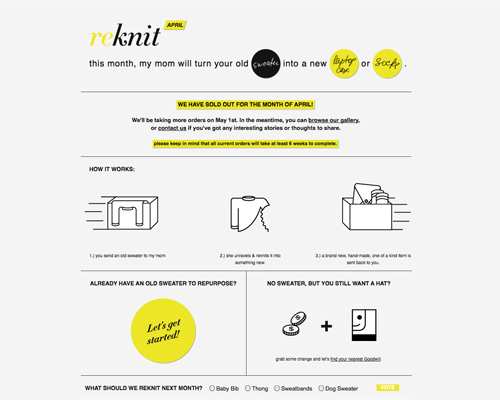 reknit APRIL
this month, my mom will turn your old sweater into a new laptop case or socks .
WE HAVE SOLD OUT FOR THE MONTH OF APRIL!
We'll be taking more orders on May 1st. In the meantime, you can browse our gallery,
or contact us if you've got any interesting stories or thoughts to share.
please keep in mind that all current orders will take at least 6 weeks to complete.
HOW IT WORKS:
1.) you send an old sweater to my mom
2.) she unravels & reknits it into
something new.
3.) a brand new, hand-made, one of a kind item is
sent back to you.
ALREADY HAVE AN OLD SWEATER TO REPURPOSE?
Let's get
started!
NO SWEATER, BUT YOU STILL WANT A HAT?
grab some change and let's find your nearest Goodwill.
WHAT SHOULD WE REKNIT NEXT MONTH? Baby Bib Thong Sweatbands Dog Sweater VOTE